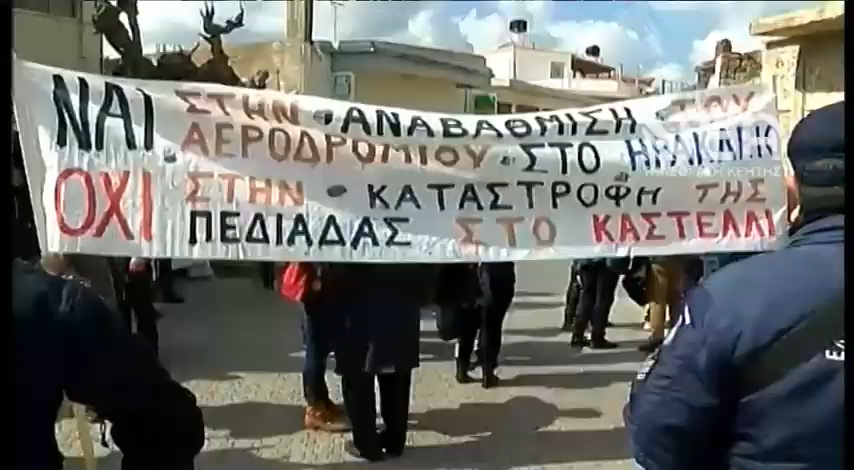 ΝΑΙ ΣΤΗΝ ΑΝΑΒΑΘΜΙΣΗ ΤΟΥ
ΑΕΡΟΔΡΟΜΙΟΥ ΣΤΟ ΗΡΑΚΛΕΙΟ
ΟΧΙ ΣΤΗΝ ΚΑΤΑΣΤΡΟΦΗ ΤΗΣ
ΠΕΔΙΑΔΑΣ ΣΤΟ ΚΑΣΤΕΛΛΙ